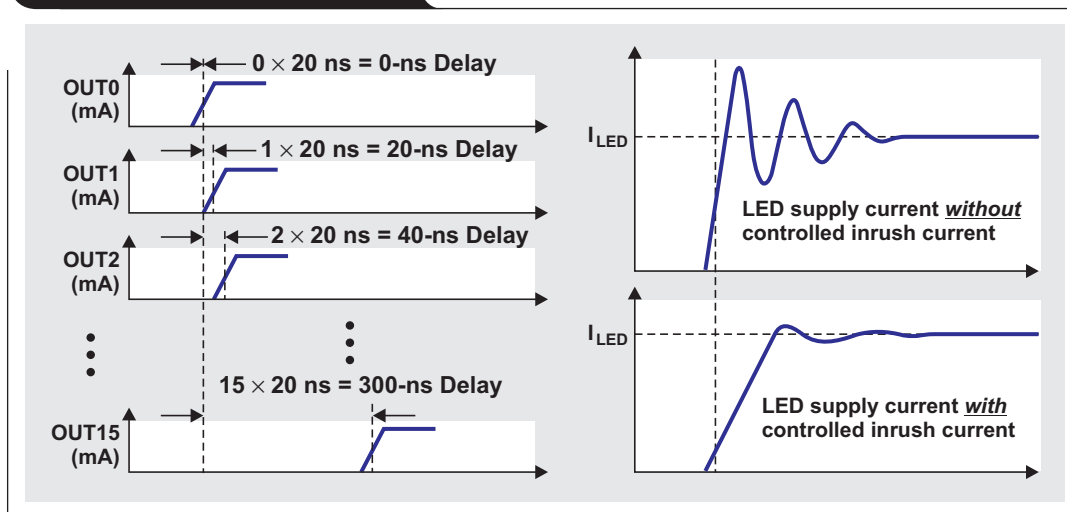 0 × 20 ns = 0-ns Delay
OUT0
(mA)
1 × 20 ns = 20-ns Delay
OUT1
(mA)
2 × 20 ns = 40-ns Delay
OUT2
(mA)
15 × 20 ns = 300-ns Delay
OUT15
(mA)
I LED
LED supply current without
controlled inrush current
I LED
LED supply current with
controlled inrush current